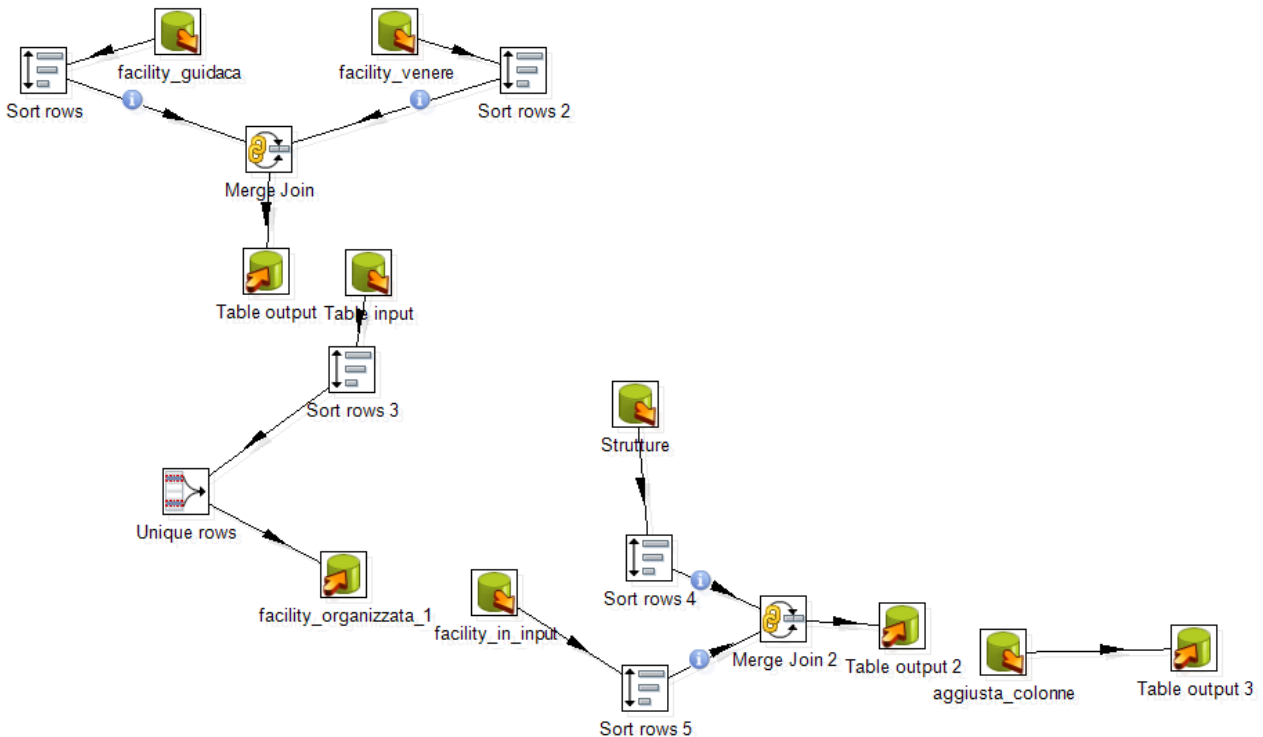 facility_guidaca
facility_venere
Sort rows
Sort rows 2
Merge Join
Table output
Table input
Sort rows 3
Strutture
Unique rows
facility_organizzata_1
facility_in_input
Sort rows 4
Merge Join 2
Table output 2
aggiusta_colonne
Table output 3
Sort rows 5